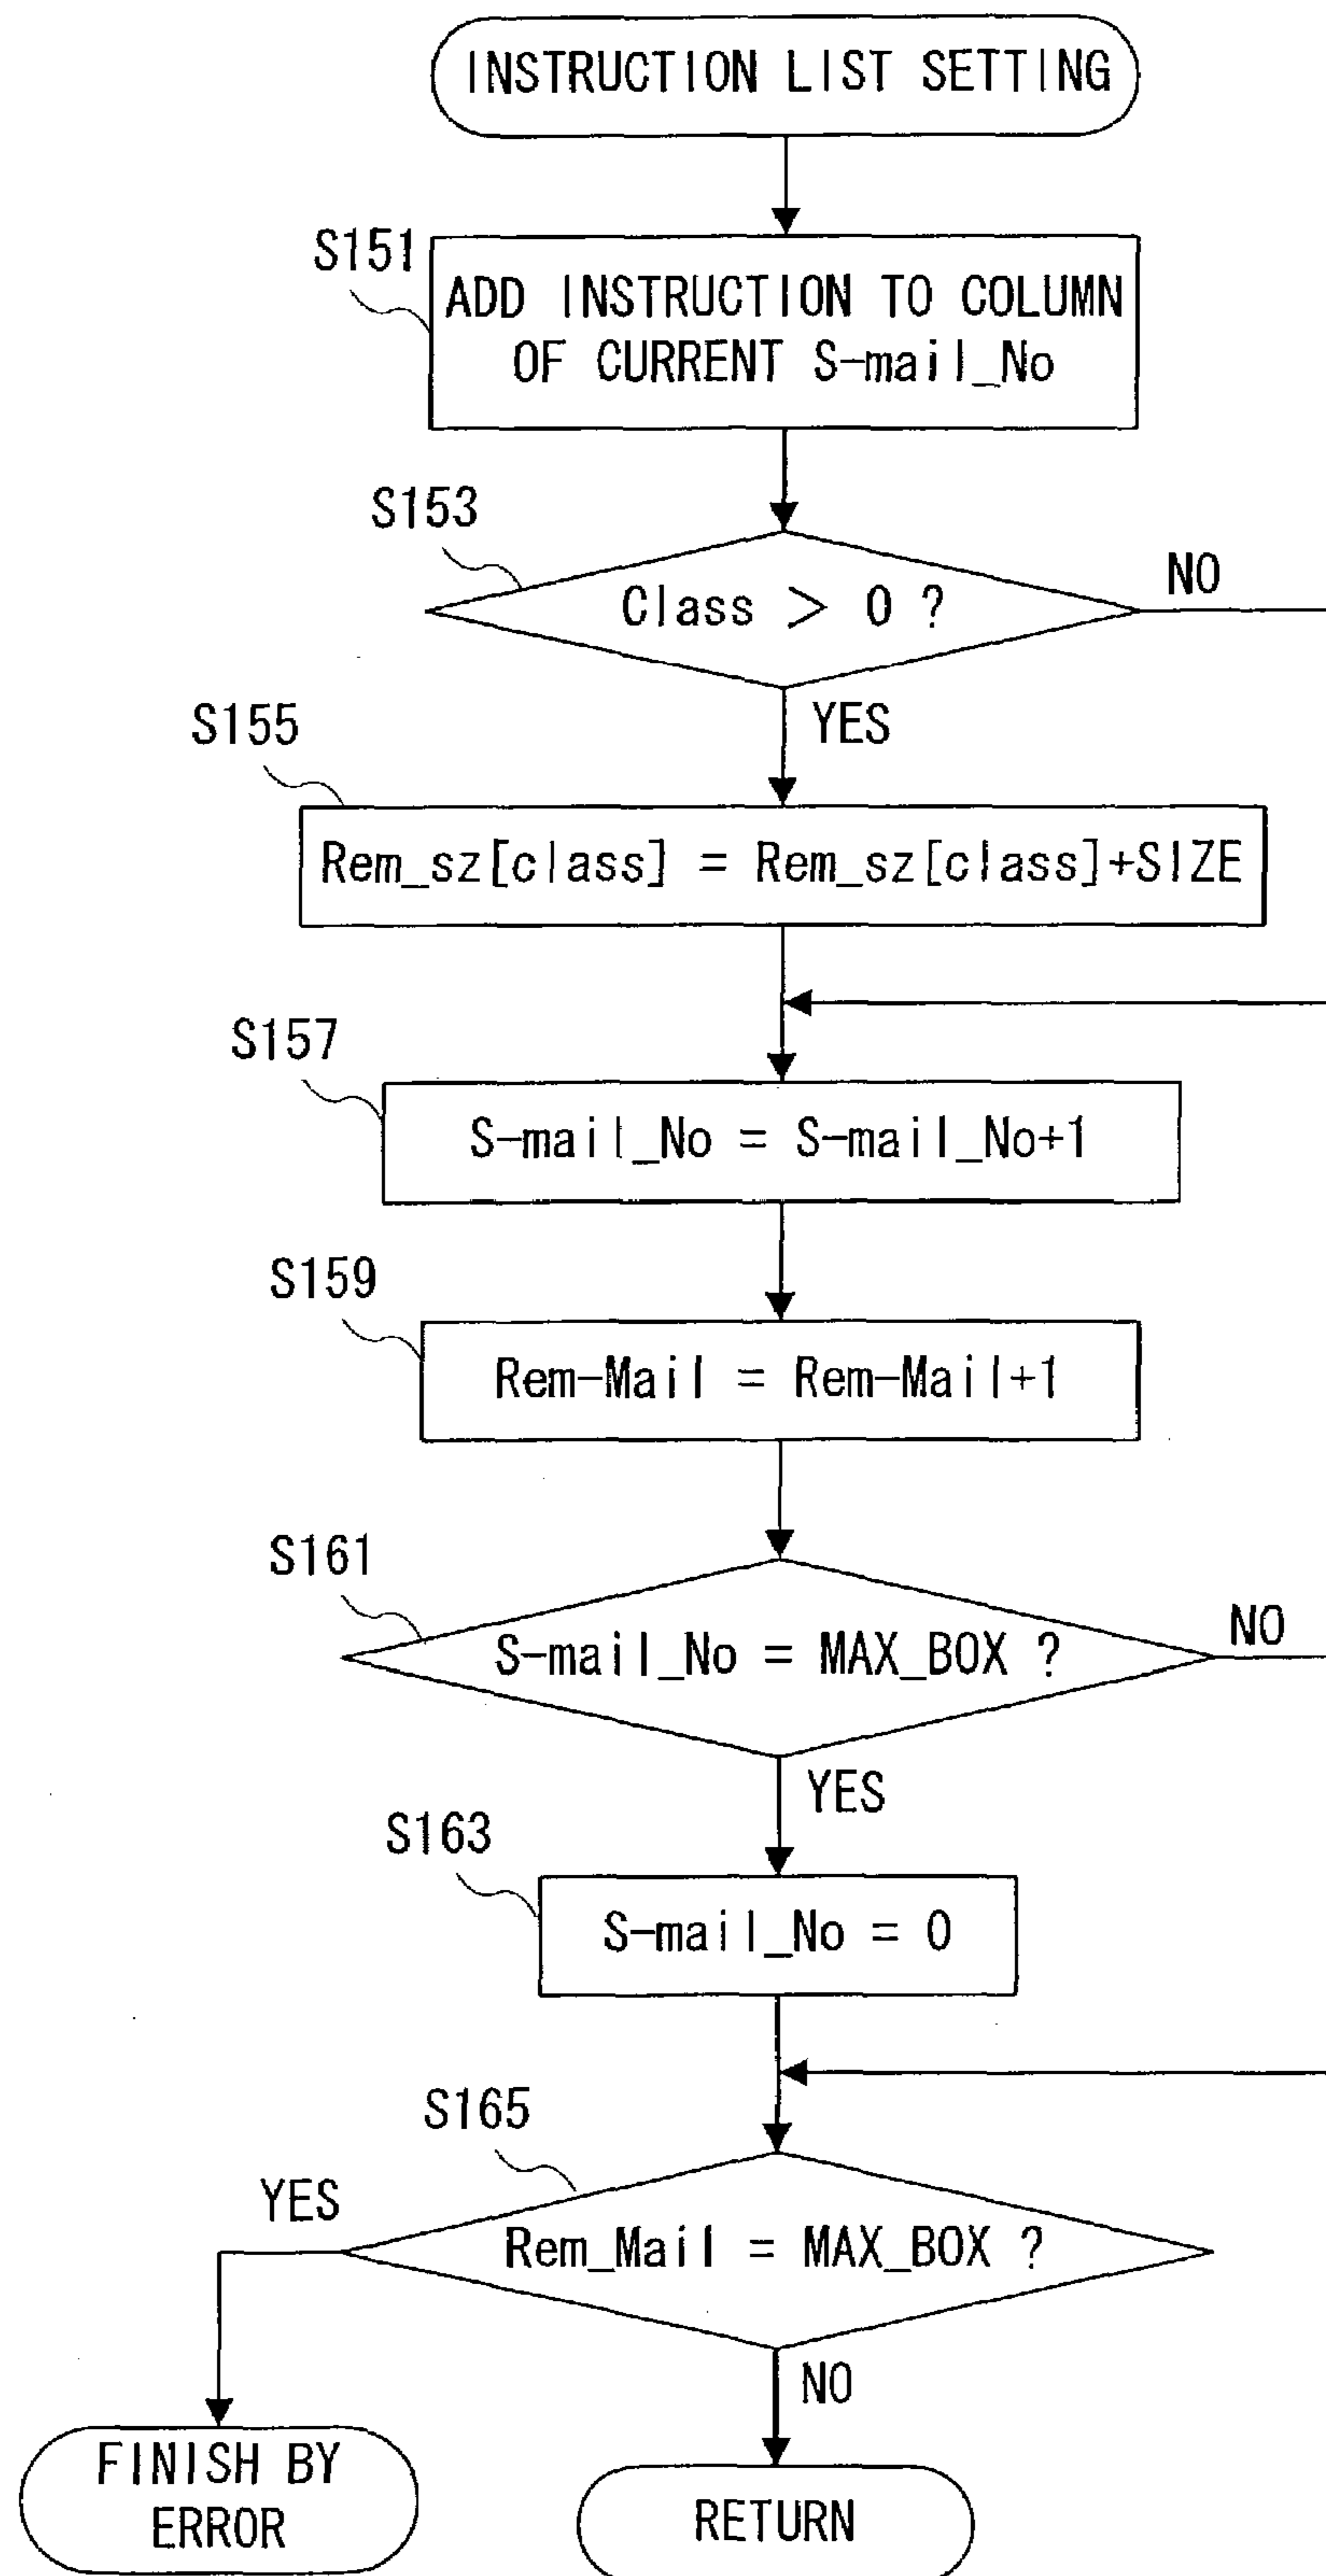 INSTRUCTION LIST SETTING
S151
ADD INSTRUCTION TO COLUMN
OF CURRENT S-mail_No
S153
Class > 0 ?
NO
YES
S155
Rem_sz[class] = Rem_sz[class]+SIZE
S157
S-mail_No = S-mail_No+1
S159
Rem-Mail = Rem-Mail+1
S161
S-mail_No = MAX_BOX ?
NO
YES
S163
S-mail_No = 0
S165
YES
Rem_Mail = MAX_BOX ?
NO
FINISH BY
ERROR
RETURN